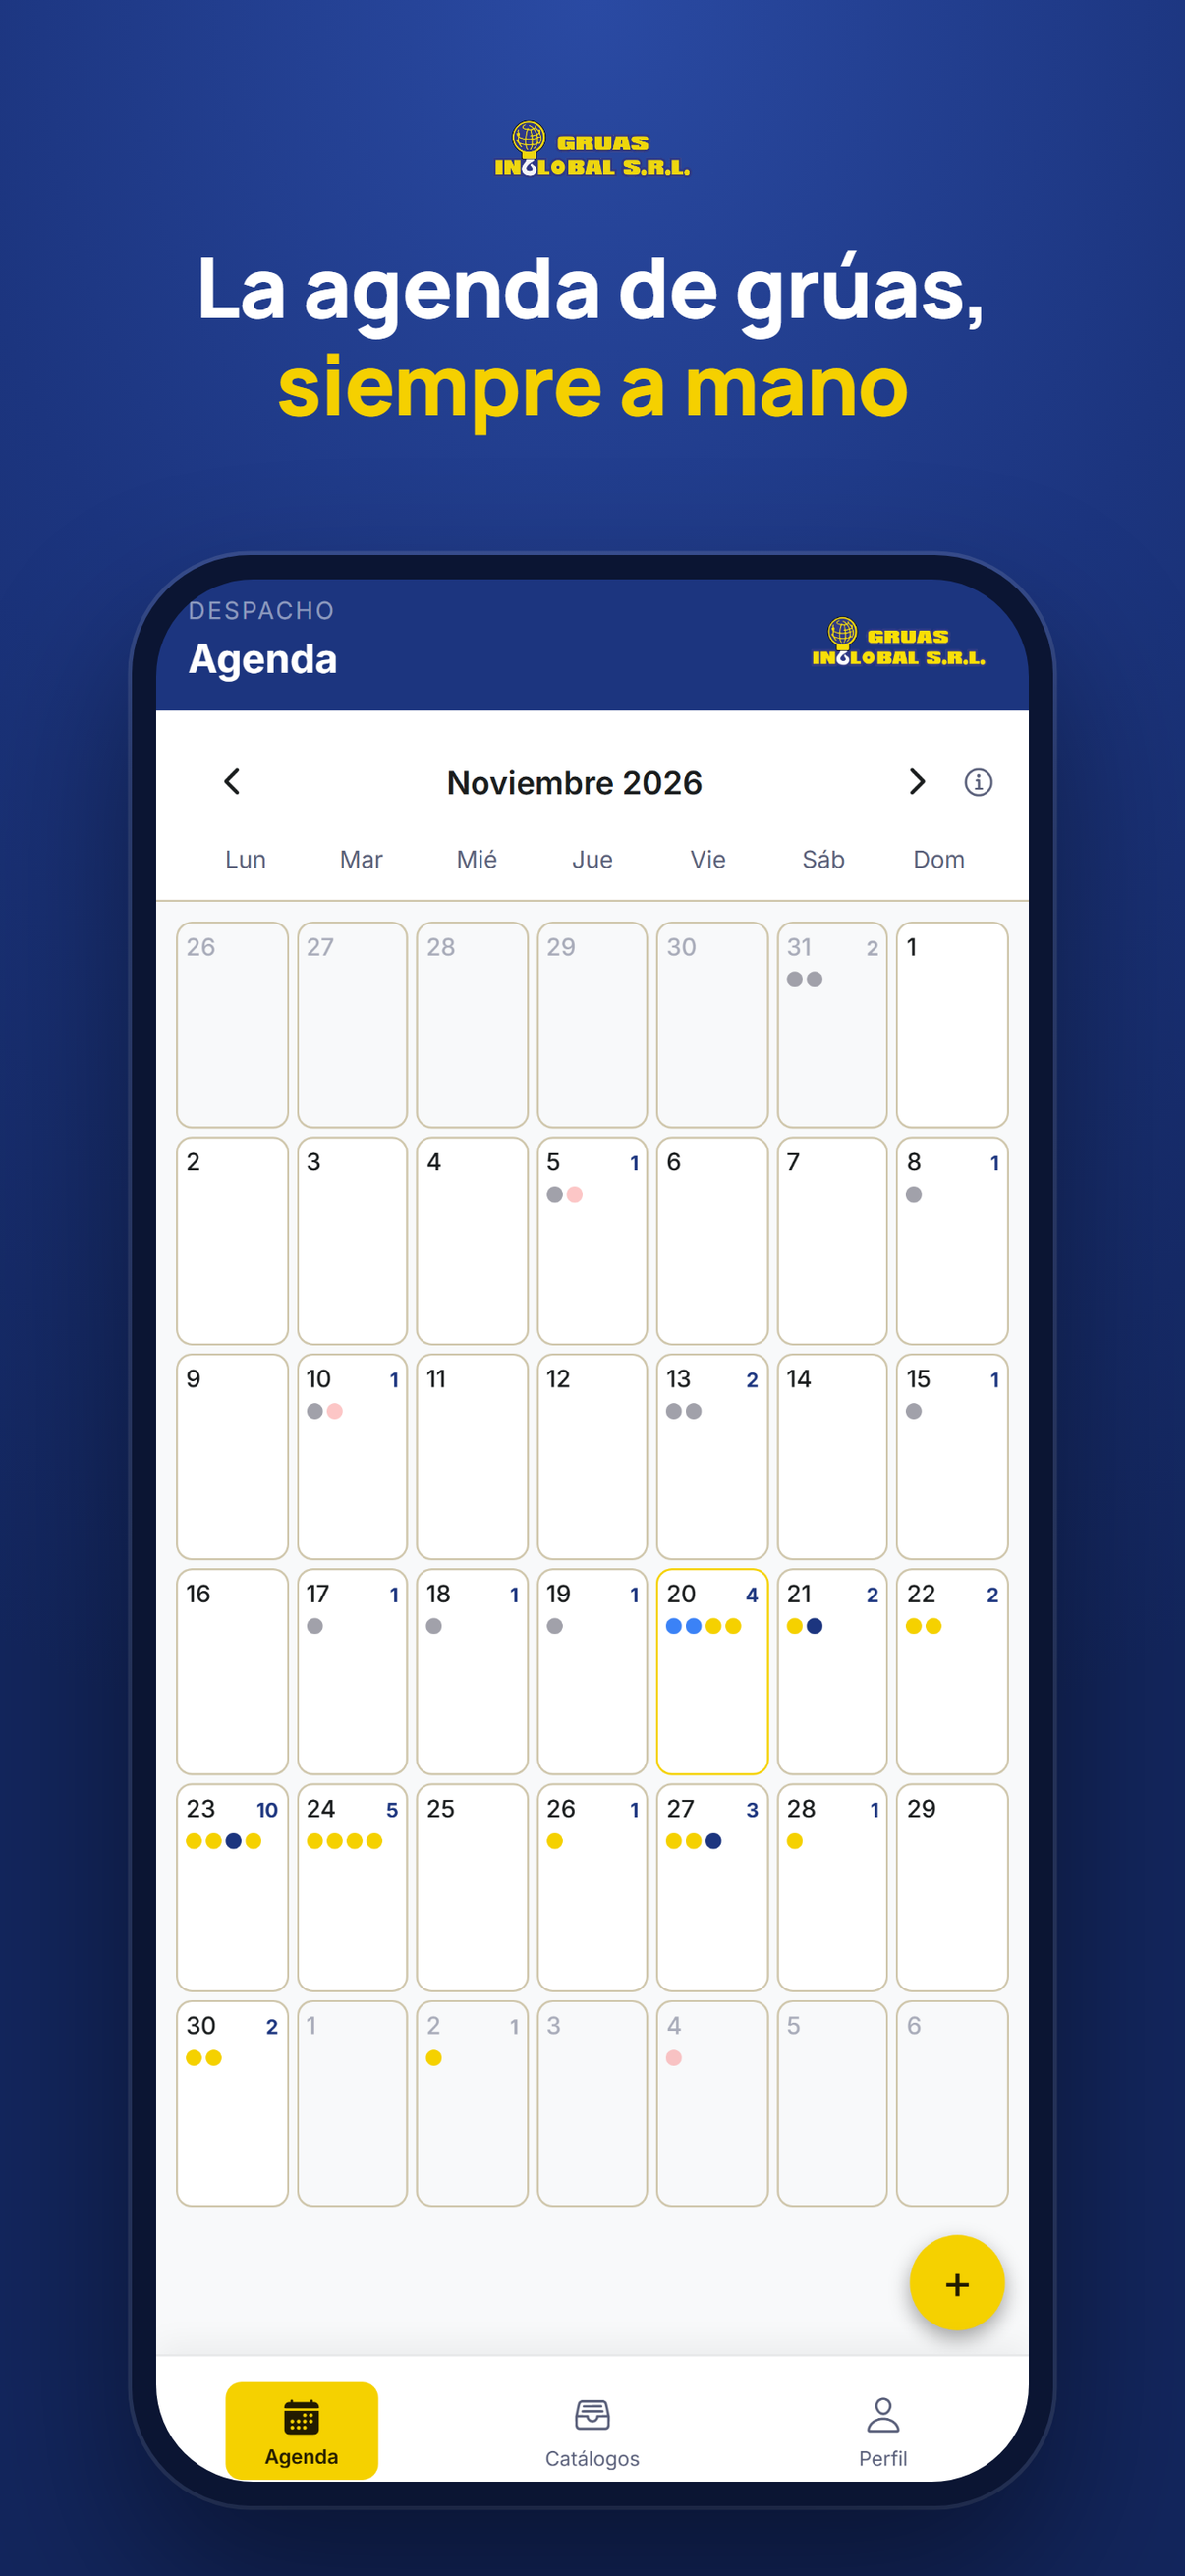 GRUAS
INGLOBAL S.R.L.
La agenda de grúas,
siempre a mano
DESPACHO
Agenda
GRUAS
INGLOBAL S.R.L.
Noviembre 2026
Lun Mar Mié Jue Vie Sáb Dom
26 27 28 29 30 31 2 1
2 3 4 5 1 6 7 8 1
9 10 1 11 12 13 2 14 15 1
16 17 1 18 1 19 1 20 4 21 2 22 2
23 10 24 5 25 26 1 27 3 28 1 29
30 2 1 2 1 3 4 5 6
+
Agenda Catálogos Perfil